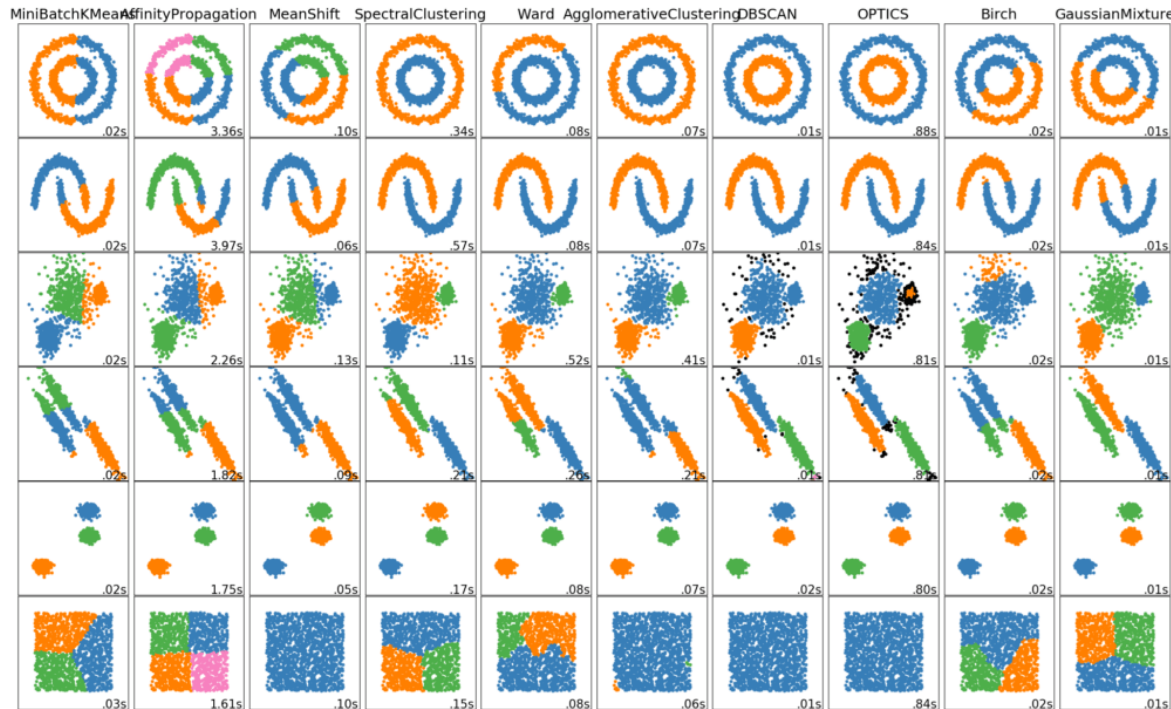 MiniBatchKMeans AffinityPropagation MeanShift SpectralClustering Ward AgglomerativeClustering DBSCAN OPTICS Birch GaussianMixture
.02s 3.36s .10s .34s .08s .07s .01s .88s .02s .01s
.02s 3.97s .06s .57s .08s .07s .01s .84s .02s .01s
.02s 2.26s .13s .11s .52s .41s .01s .81s .02s .01s
.02s 1.82s .09s .21s .26s .21s .01s .81s .02s .01s
.02s 1.75s .05s .17s .08s .07s .02s .80s .02s .01s
.03s 1.61s .10s .15s .08s .06s .01s .84s .02s .01s